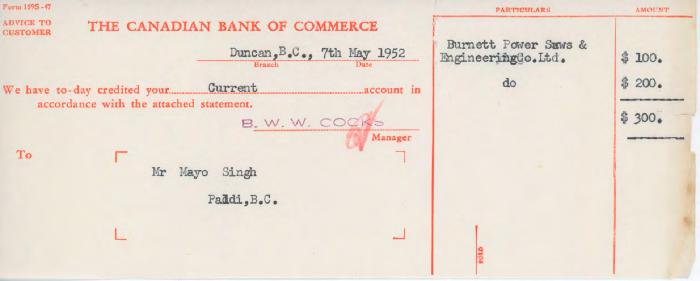 Form 119S-47
ADVICE TO
CUSTOMER
THE CANADIAN BANK OF COMMERCE
Duncan,B.C., 7th May 1952
Branch Date
We have to-day credited your Current account in
accordance with the attached statement.
B. W. W. COCKS
Manager
To
Mr Mayo Singh
Paldi,B.C.
PARTICULARS AMOUNT
Burnett Power Saws &
EngineeringCo.Ltd. $ 100.
do $ 200.
$ 300.
FOLD